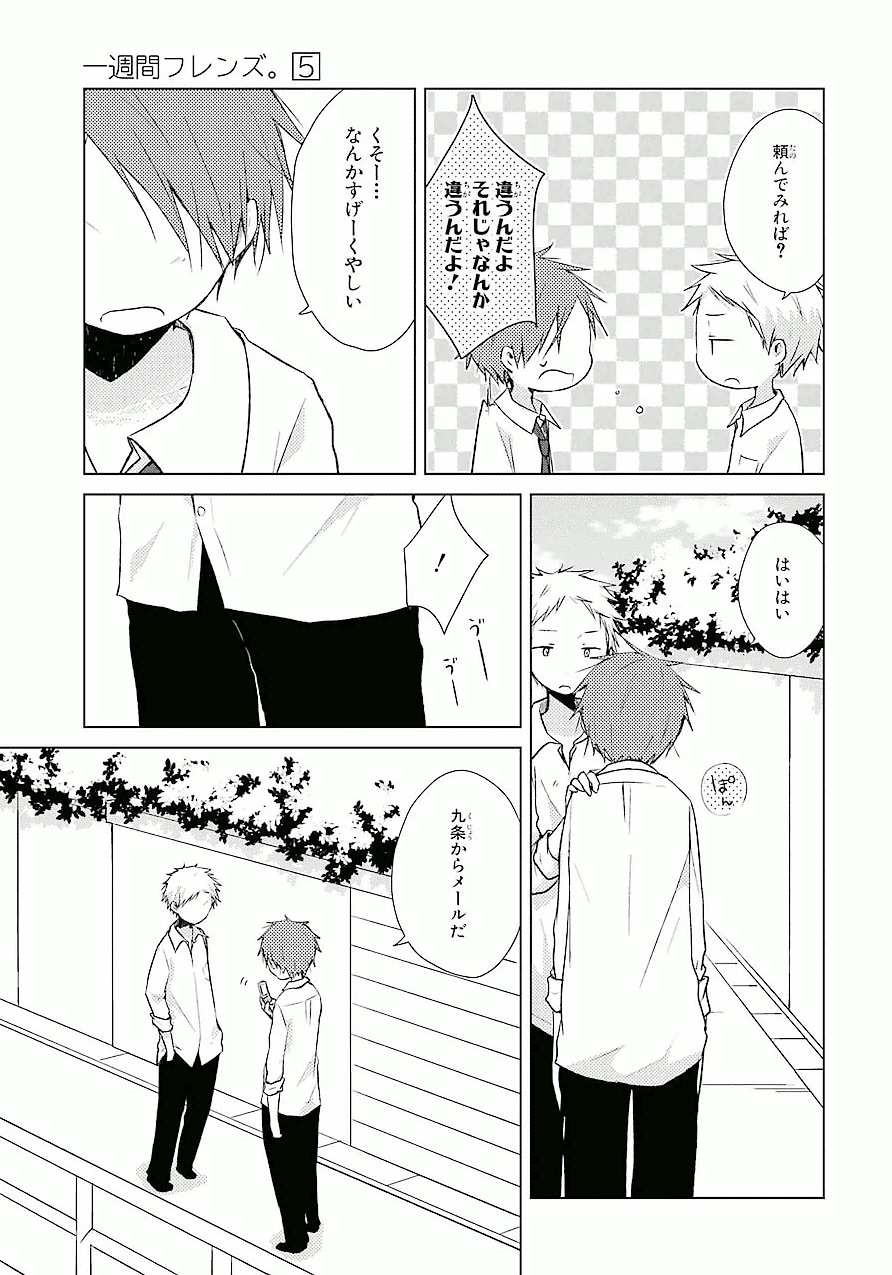 一週間フレンズ。5
頼んでみれば?
違うんだよ
それじゃなんか
違うんだよ!
くそー…
なんかすげーくやしい
はいはい
ぽん
!
ヴー
ヴー
九条からメールだ